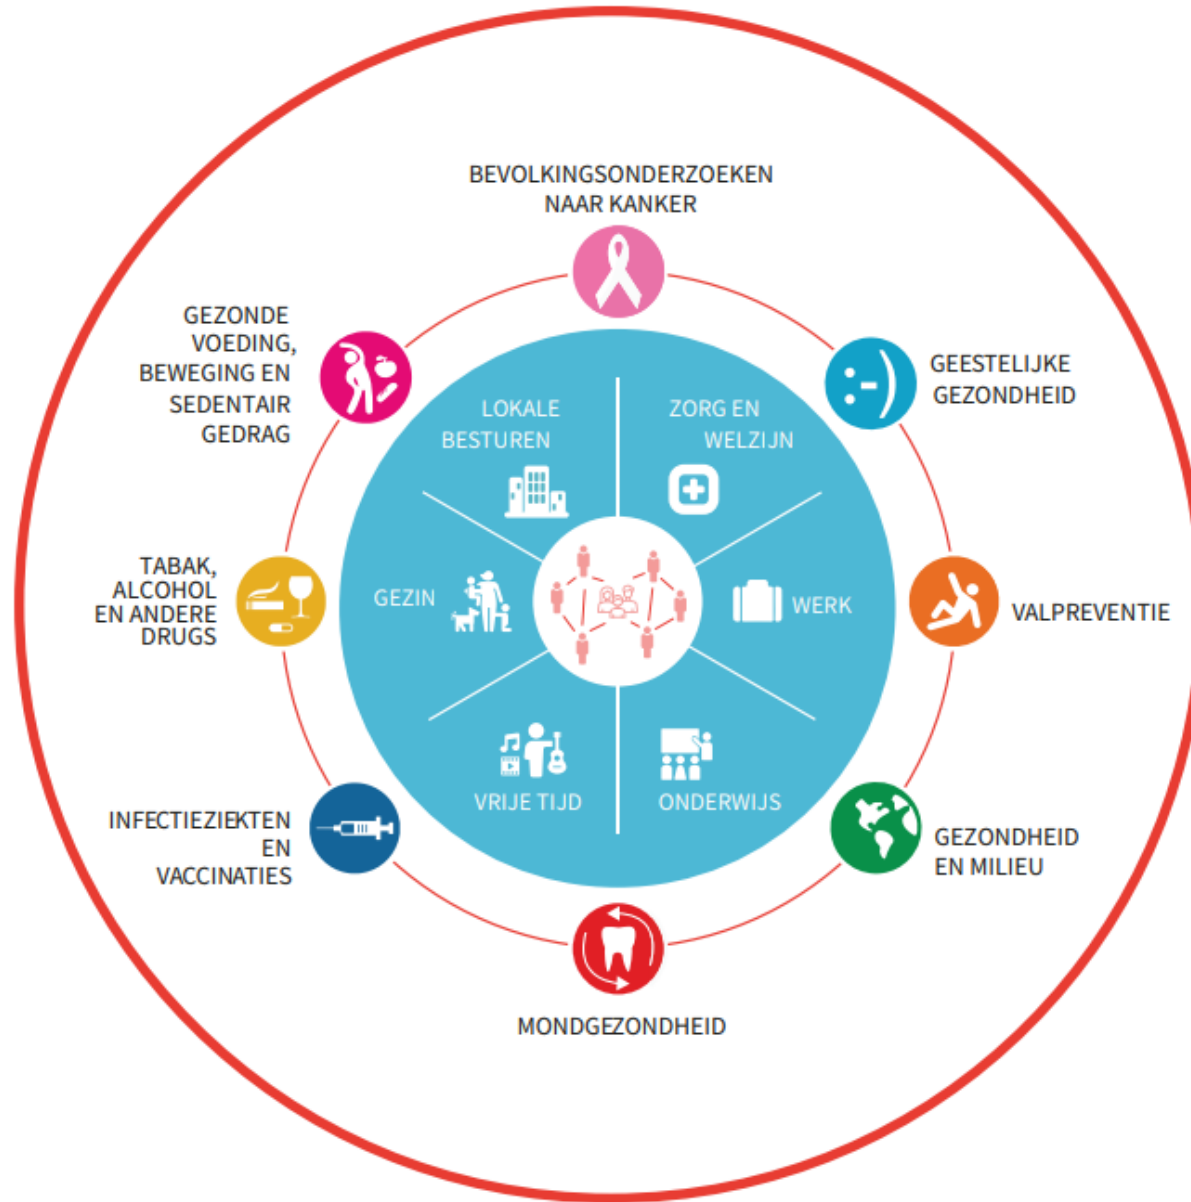 BEVOLKINGSONDERZOEKEN
NAAR KANKER
GEZONDE
VOEDING,
BEWEGING EN
SEDENTAIR
GEDRAG
GEESTELIJKE
GEZONDHEID
LOKALE
BESTUREN
ZORG EN
WELZIJN
:-)
TABAK,
ALCOHOL
EN ANDERE
DRUGS
GEZIN
WERK
VALPREVENTIE
VRIJE TIJD
ONDERWIJS
INFECTIEZIEKTEN
EN
VACCINATIES
GEZONDHEID
EN MILIEU
MONDGEZONDHEID